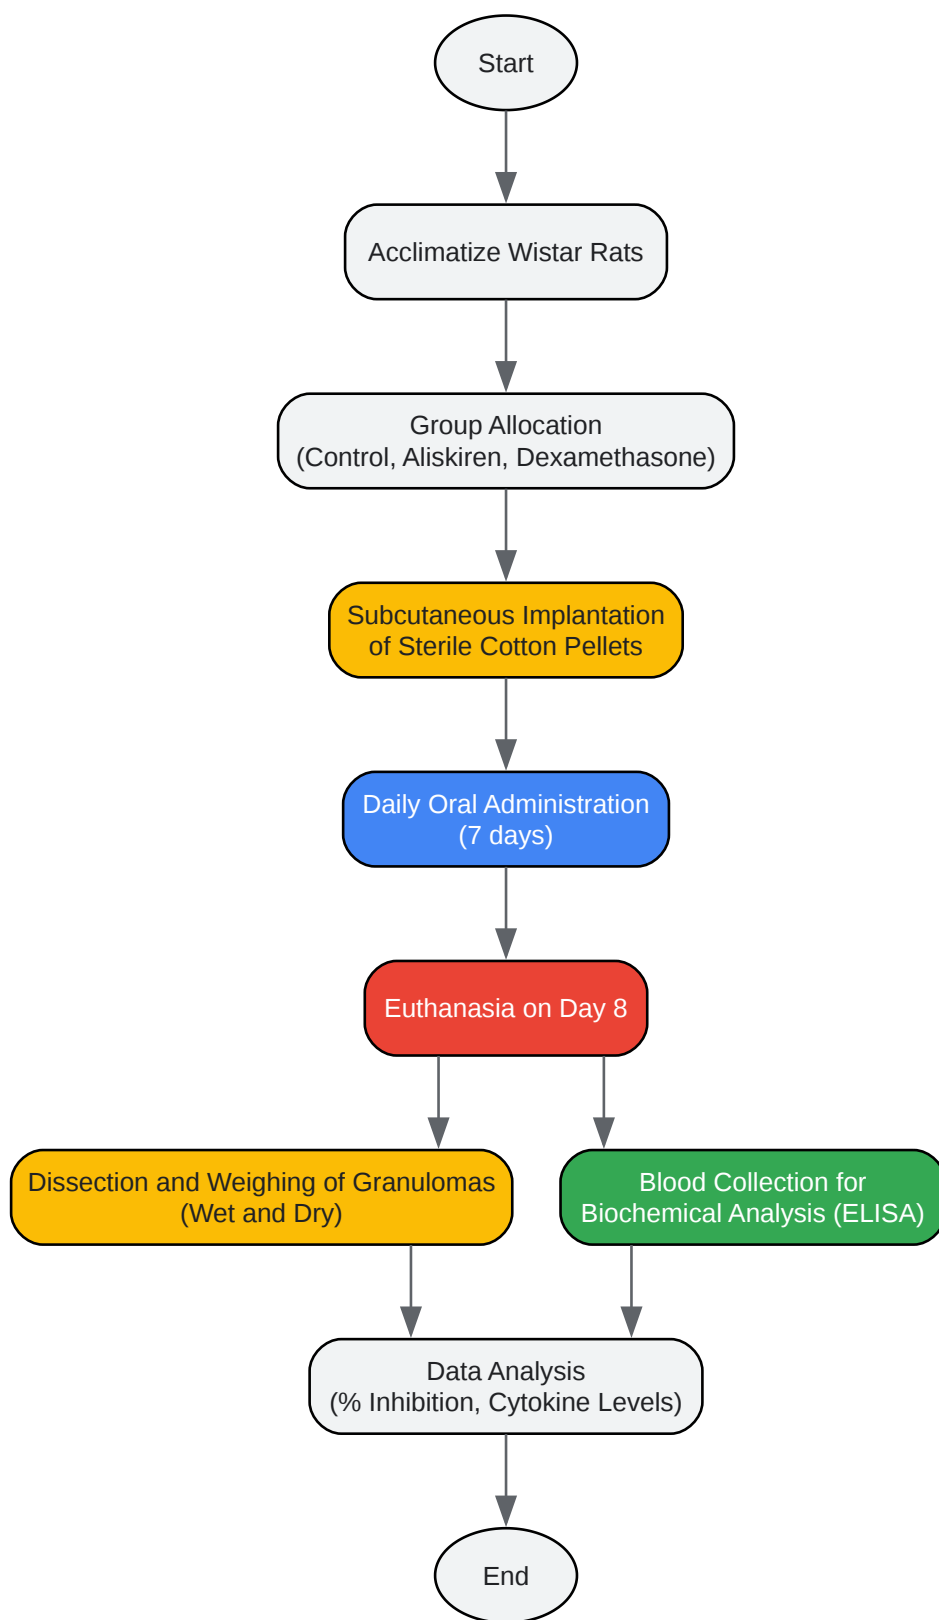 Start
Acclimatize Wistar Rats
Group Allocation
(Control, Aliskiren, Dexamethasone)
Subcutaneous Implantation
of Sterile Cotton Pellets
Daily Oral Administration
(7 days)
Euthanasia on Day 8
Dissection and Weighing of Granulomas
(Wet and Dry)
Blood Collection for
Biochemical Analysis (ELISA)
Data Analysis
(% Inhibition, Cytokine Levels)
End